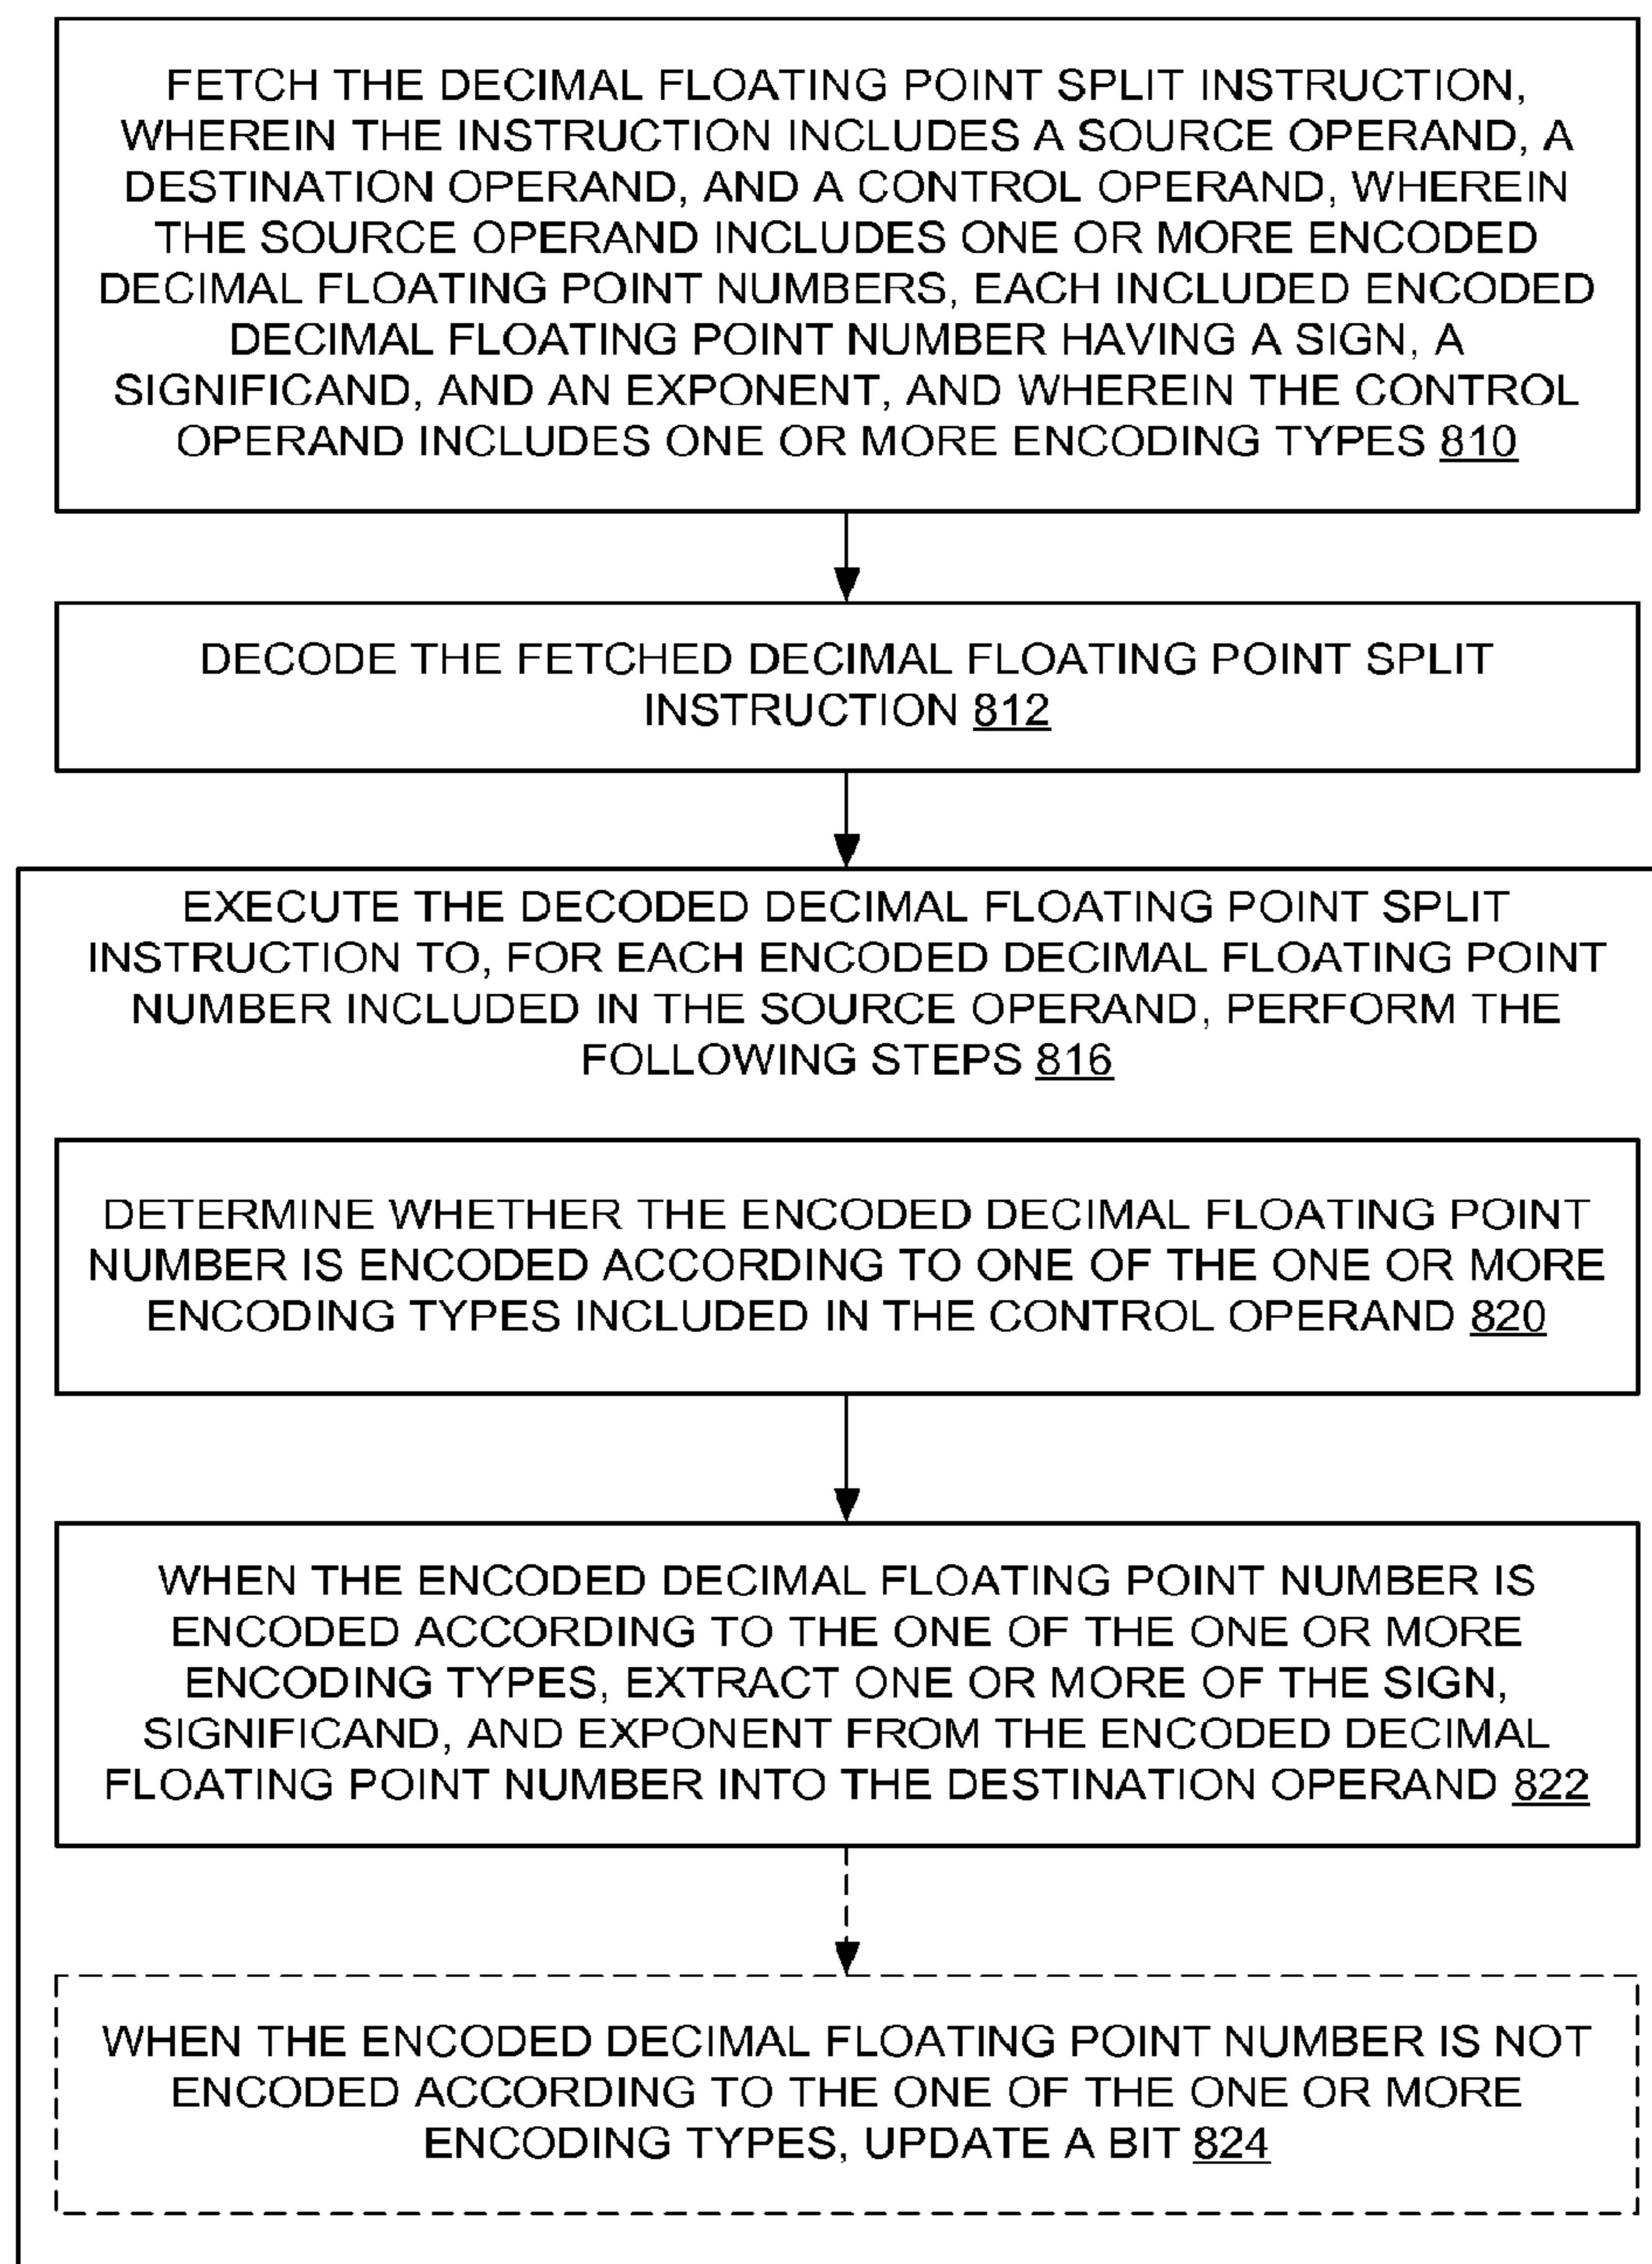 FETCH THE DECIMAL FLOATING POINT SPLIT INSTRUCTION,
WHEREIN THE INSTRUCTION INCLUDES A SOURCE OPERAND, A
DESTINATION OPERAND, AND A CONTROL OPERAND, WHEREIN
THE SOURCE OPERAND INCLUDES ONE OR MORE ENCODED
DECIMAL FLOATING POINT NUMBERS, EACH INCLUDED ENCODED
DECIMAL FLOATING POINT NUMBER HAVING A SIGN, A
SIGNIFICAND, AND AN EXPONENT, AND WHEREIN THE CONTROL
OPERAND INCLUDES ONE OR MORE ENCODING TYPES 810
DECODE THE FETCHED DECIMAL FLOATING POINT SPLIT
INSTRUCTION 812
EXECUTE THE DECODED DECIMAL FLOATING POINT SPLIT
INSTRUCTION TO, FOR EACH ENCODED DECIMAL FLOATING POINT
NUMBER INCLUDED IN THE SOURCE OPERAND, PERFORM THE
FOLLOWING STEPS 816
DETERMINE WHETHER THE ENCODED DECIMAL FLOATING POINT
NUMBER IS ENCODED ACCORDING TO ONE OF THE ONE OR MORE
ENCODING TYPES INCLUDED IN THE CONTROL OPERAND 820
WHEN THE ENCODED DECIMAL FLOATING POINT NUMBER IS
ENCODED ACCORDING TO THE ONE OF THE ONE OR MORE
ENCODING TYPES, EXTRACT ONE OR MORE OF THE SIGN,
SIGNIFICAND, AND EXPONENT FROM THE ENCODED DECIMAL
FLOATING POINT NUMBER INTO THE DESTINATION OPERAND 822
WHEN THE ENCODED DECIMAL FLOATING POINT NUMBER IS NOT
ENCODED ACCORDING TO THE ONE OF THE ONE OR MORE
ENCODING TYPES, UPDATE A BIT 824